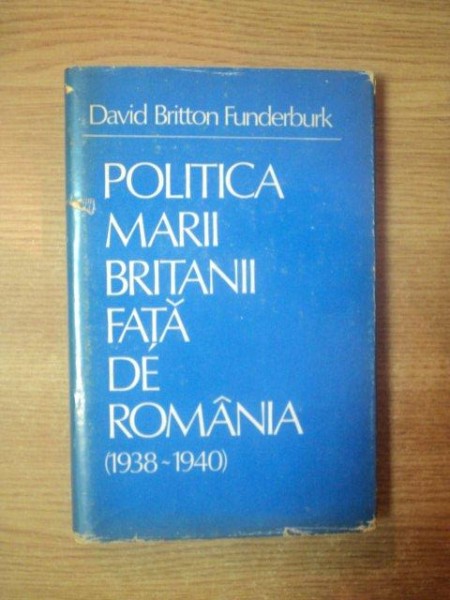 David Britton Funderburk
POLITICA
MARII
BRITANII
FAȚĂ
DE
ROMÂNIA
(1938~1940)